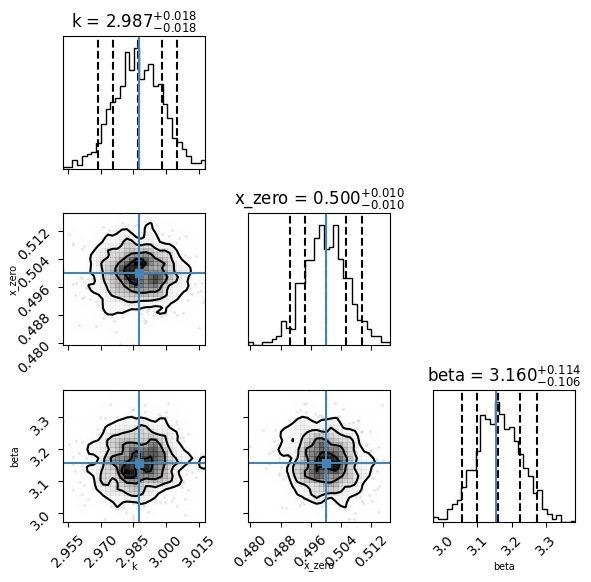 k = 2.987+0.018−0.018
x_zero = 0.500+0.010−0.010
0.512
0.504
0.496
0.488
0.480
x_zero
beta = 3.160+0.114−0.106
3.3
3.2
3.1
3.0
beta
2.955
2.970
2.985
3.000
3.015
k
0.480
0.488
0.496
0.504
0.512
x_zero
3.0
3.1
3.2
3.3
beta